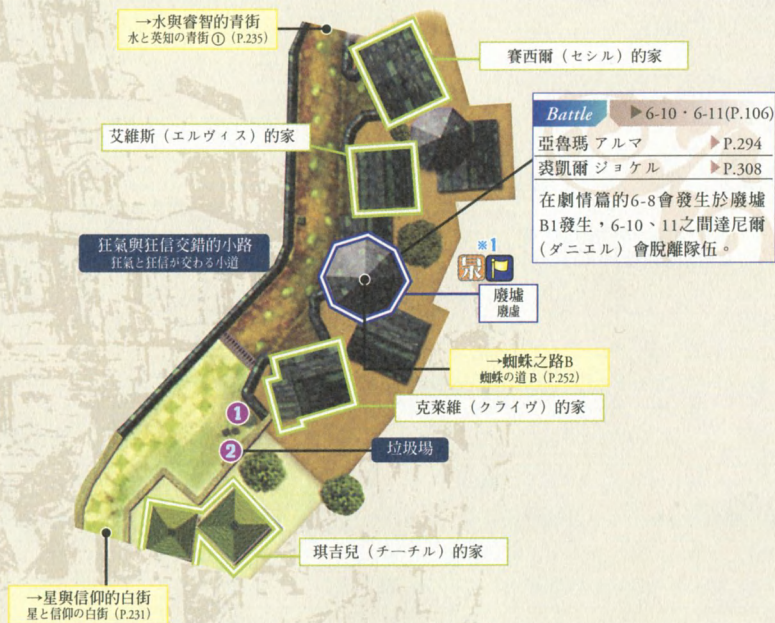 →水與睿智的青街
水と英知の青街① (P.235)
賽西爾（セシル）的家
艾維斯（エルヴィス）的家
Battle ▶6-10・6-11(P.106)
亞魯瑪 アルマ ▶P.294
裘凱爾 ジョケル ▶P.308
在劇情篇的6-8會發生於廢墟
B1發生，6-10、11之間達尼爾
（ダニエル）會脫離隊伍。
狂氣與狂信交錯的小路
狂氣と狂信が交わる小道
※1
泉
廢墟
廢虛
→蜘蛛之路B
蜘蛛の道 B (P.252)
克萊維（クライヴ）的家
1
2
垃圾場
琪吉兒（チーチル）的家
→星與信仰的白街
星と信仰の白街 (P.231)